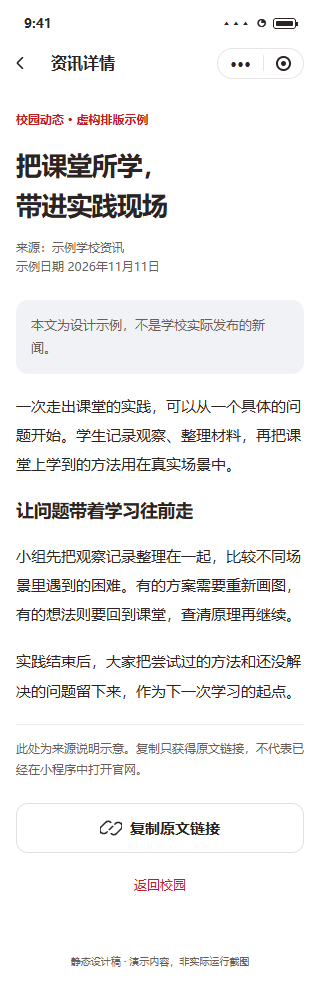 9:41
资讯详情
校园动态·虚构排版示例
把课堂所学，
带进实践现场
来源：示例学校资讯
示例日期 2026年11月11日
本文为设计示例，不是学校实际发布的新
闻。
一次走出课堂的实践，可以从一个具体的问
题开始。学生记录观察、整理材料，再把课
堂上学到的方法用在真实场景中。
让问题带着学习往前走
小组先把观察记录整理在一起，比较不同场
景里遇到的困难。有的方案需要重新画图，
有的想法则要回到课堂，查清原理再继续。
实践结束后，大家把尝试过的方法和还没解
决的问题留下来，作为下一次学习的起点。
此处为来源说明示意。复制只获得原文链接，不代表已
经在小程序中打开官网。
复制原文链接
返回校园
静态设计稿·演示内容，非实际运行截图